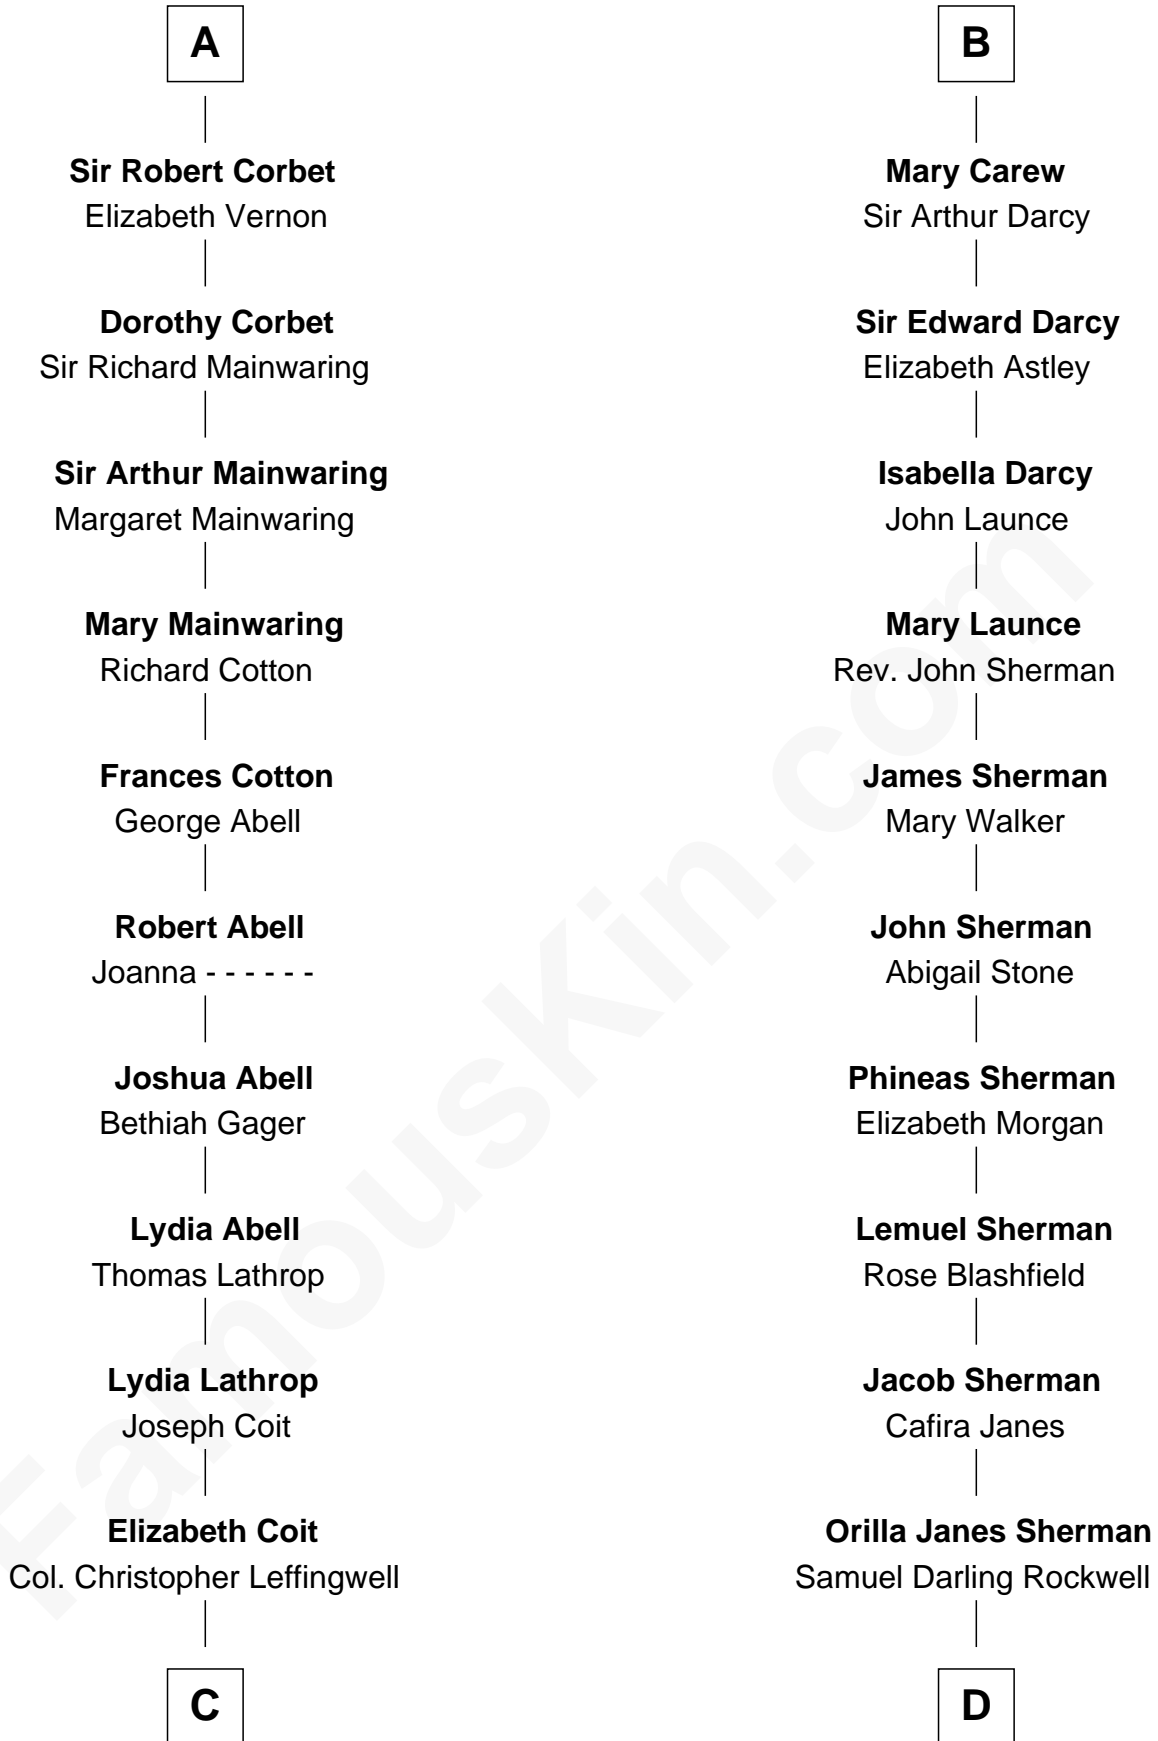 A
Sir Robert Corbet
Elizabeth Vernon
Dorothy Corbet
Sir Richard Mainwaring
Sir Arthur Mainwaring
Margaret Mainwaring
Mary Mainwaring
Richard Cotton
Frances Cotton
George Abell
Robert Abell
Joanna - - - - - -
Joshua Abell
Bethiah Gager
Lydia Abell
Thomas Lathrop
Lydia Lathrop
Joseph Coit
Elizabeth Coit
Col. Christopher Leffingwell
C
B
Mary Carew
Sir Arthur Darcy
Sir Edward Darcy
Elizabeth Astley
Isabella Darcy
John Launce
Mary Launce
Rev. John Sherman
James Sherman
Mary Walker
John Sherman
Abigail Stone
Phineas Sherman
Elizabeth Morgan
Lemuel Sherman
Rose Blashfield
Jacob Sherman
Cafira Janes
Orilla Janes Sherman
Samuel Darling Rockwell
D
FamousKin.com